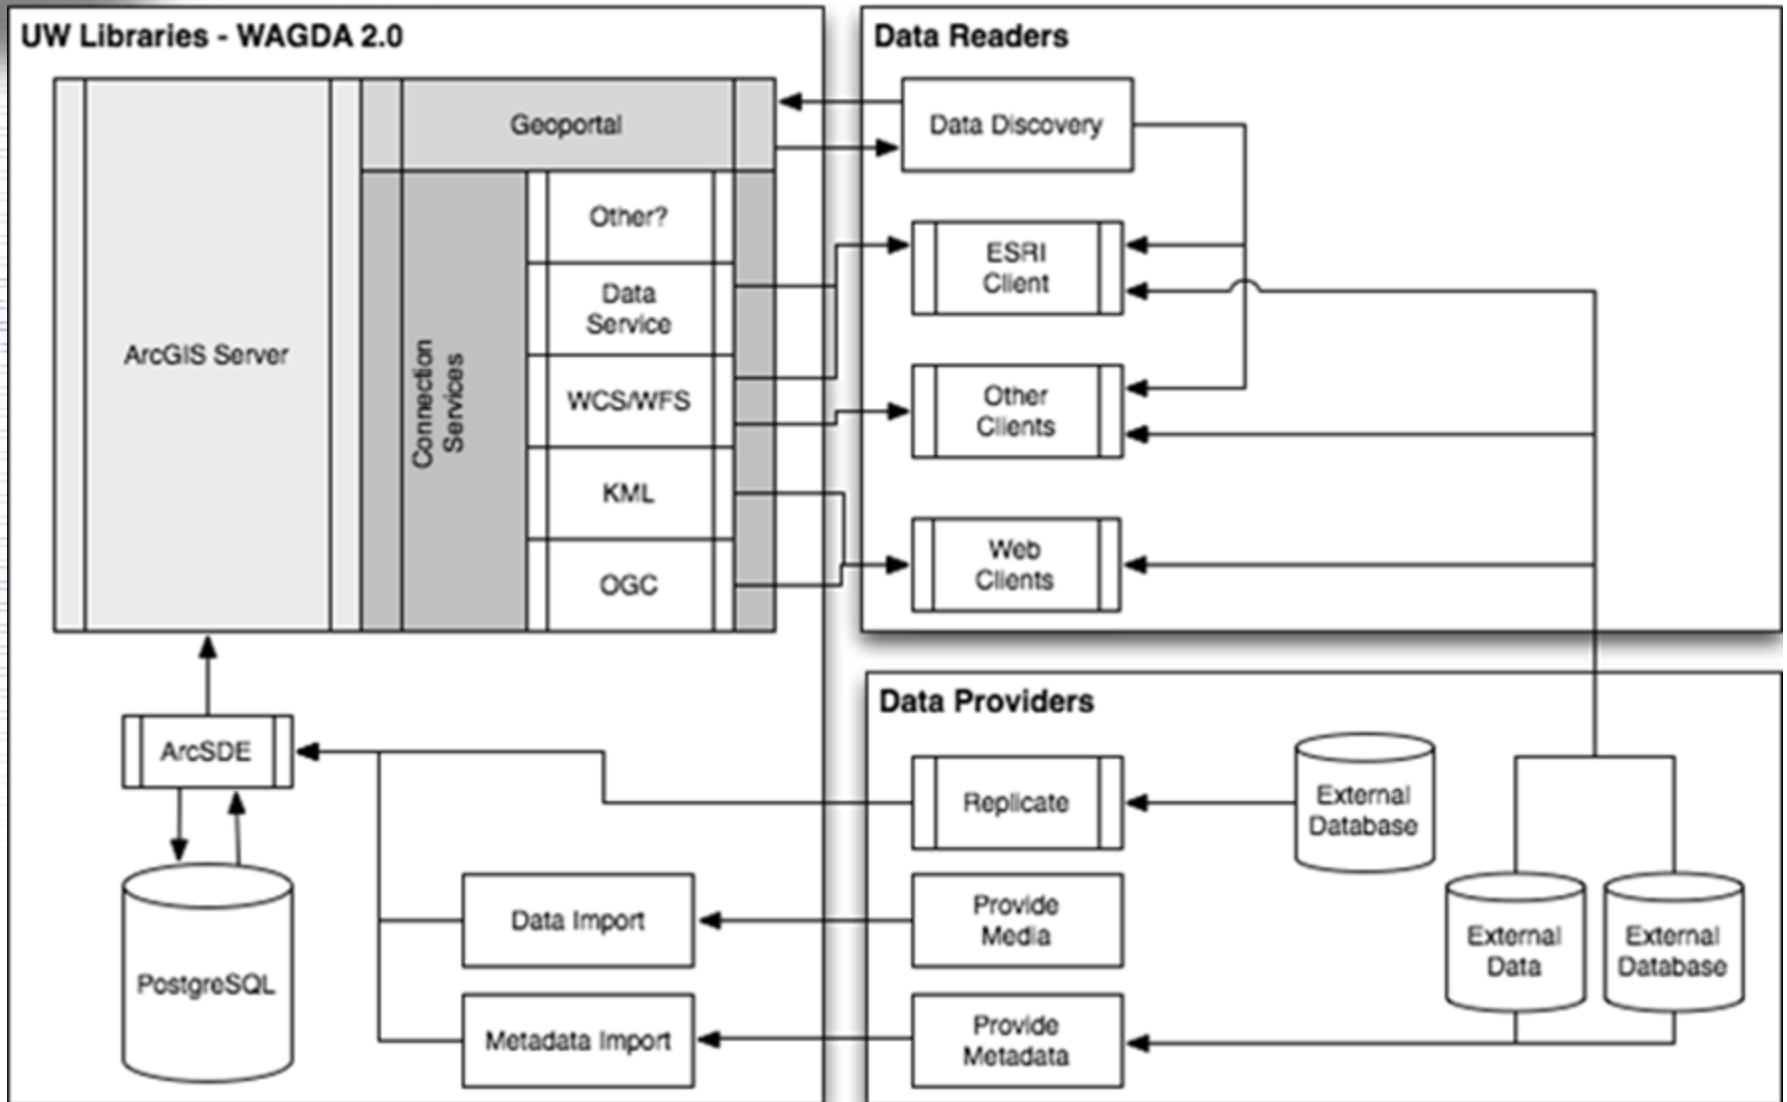 UW Libraries - WAGDA 2.0
ArcGIS Server
Geoportal
Connection
Services
Other?
Data
Service
WCS/WFS
KML
OGC
ArcSDE
PostgreSQL
Data Import
Metadata Import
Data Readers
Data Discovery
ESRI
Client
Other
Clients
Web
Clients
Data Providers
Replicate
External
Database
Provide
Media
Provide
Metadata
External
Data
External
Database